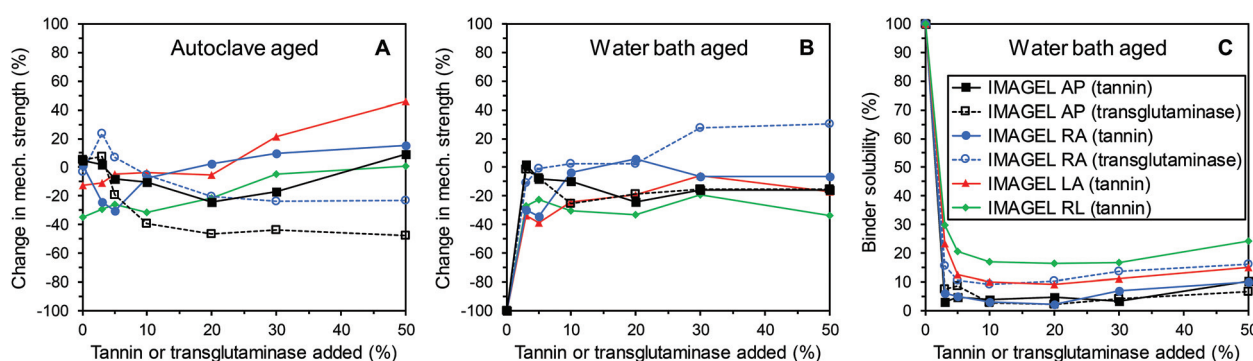 Autoclave aged A
Change in mech. strength (%)
100
80
60
40
20
0
-20
-40
-60
-80
-100
0 10 20 30 40 50
Tannin or transglutaminase added (%)
Water bath aged B
Change in mech. strength (%)
100
80
60
40
20
0
-20
-40
-60
-80
-100
0 10 20 30 40 50
Tannin or transglutaminase added (%)
Water bath aged C
Binder solubility (%)
100
90
80
70
60
50
40
30
20
10
0
IMAGEL AP (tannin)
IMAGEL AP (transglutaminase)
IMAGEL RA (tannin)
IMAGEL RA (transglutaminase)
IMAGEL LA (tannin)
IMAGEL RL (tannin)
0 10 20 30 40 50
Tannin or transglutaminase added (%)